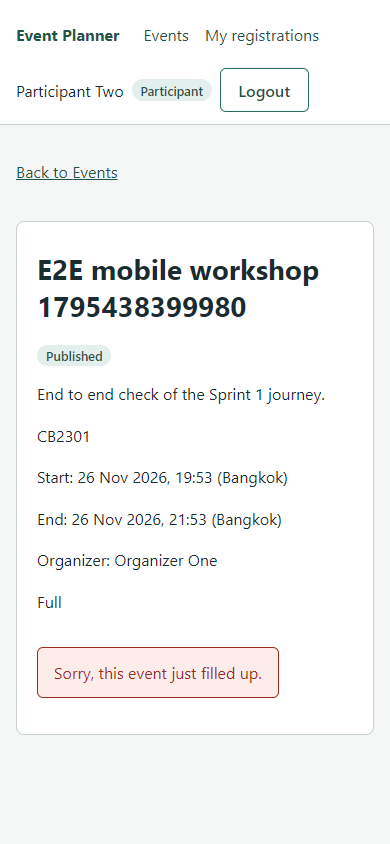 Event Planner Events My registrations
Participant Two Participant Logout
Back to Events
E2E mobile workshop
1795438399980
Published
End to end check of the Sprint 1 journey.
CB2301
Start: 26 Nov 2026, 19:53 (Bangkok)
End: 26 Nov 2026, 21:53 (Bangkok)
Organizer: Organizer One
Full
Sorry, this event just filled up.